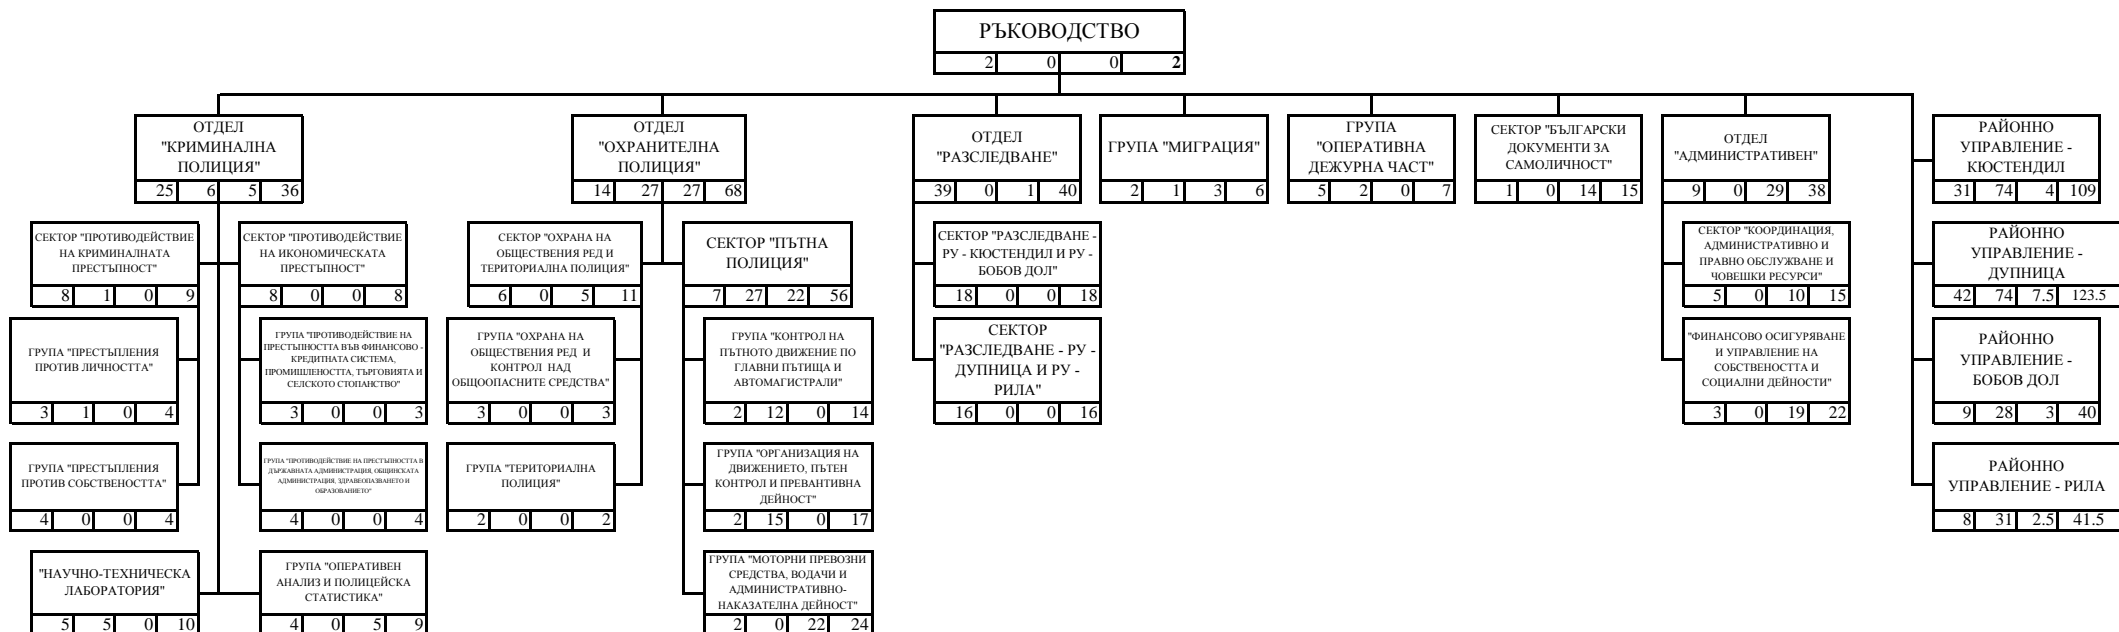 РЪКОВОДСТВО
2 0 0 2
ОТДЕЛ
"КРИМИНАЛНА
ПОЛИЦИЯ"
25 6 5 36
ОТДЕЛ
"ОХРАНИТЕЛНА
ПОЛИЦИЯ"
14 27 27 68
ОТДЕЛ
"РАЗСЛЕДВАНЕ"
39 0 1 40
ГРУПА "МИГРАЦИЯ"
2 1 3 6
ГРУПА
"ОПЕРАТИВНА
ДЕЖУРНА ЧАСТ"
5 2 0 7
СЕКТОР "БЪЛГАРСКИ
ДОКУМЕНТИ ЗА
САМОЛИЧНОСТ"
1 0 14 15
ОТДЕЛ
"АДМИНИСТРАТИВЕН"
9 0 29 38
РАЙОННО
УПРАВЛЕНИЕ -
КЮСТЕНДИЛ
31 74 4 109
СЕКТОР "ПРОТИВОДЕЙСТВИЕ
НА КРИМИНАЛНАТА
ПРЕСТЪПНОСТ"
8 1 0 9
СЕКТОР "ПРОТИВОДЕЙСТВИЕ
НА ИКОНОМИЧЕСКАТА
ПРЕСТЪПНОСТ"
8 0 0 8
СЕКТОР "ОХРАНА НА
ОБЩЕСТВЕНИЯ РЕД И
ТЕРИТОРИАЛНА ПОЛИЦИЯ"
6 0 5 11
СЕКТОР "ПЪТНА
ПОЛИЦИЯ"
7 27 22 56
СЕКТОР "РАЗСЛЕДВАНЕ -
РУ - КЮСТЕНДИЛ И РУ -
БОБОВ ДОЛ"
18 0 0 18
СЕКТОР "КООРДИНАЦИЯ,
АДМИНИСТРАТИВНО И
ПРАВНО ОБСЛУЖВАНЕ И
ЧОВЕШКИ РЕСУРСИ"
5 0 10 15
РАЙОННО
УПРАВЛЕНИЕ -
ДУПНИЦА
42 74 7.5 123.5
ГРУПА "ПРЕСТЪПЛЕНИЯ
ПРОТИВ ЛИЧНОСТТА"
3 1 0 4
ГРУПА "ПРОТИВОДЕЙСТВИЕ НА
ПРЕСТЪПНОСТТА ВЪВ ФИНАНСОВО -
КРЕДИТНАТА СИСТЕМА,
ПРОМИШЛЕНОСТТА, ТЪРГОВИЯТА И
СЕЛСКОТО СТОПАНСТВО"
3 0 0 3
ГРУПА "ОХРАНА НА
ОБЩЕСТВЕНИЯ РЕД И
КОНТРОЛ НАД
ОБЩООПАСНИТЕ СРЕДСТВА"
3 0 0 3
ГРУПА "КОНТРОЛ НА
ПЪТНОТО ДВИЖЕНИЕ ПО
ГЛАВНИ ПЪТИЩА И
АВТОМАГИСТРАЛИ"
2 12 0 14
СЕКТОР
"РАЗСЛЕДВАНЕ - РУ -
ДУПНИЦА И РУ -
РИЛА"
16 0 0 16
"ФИНАНСОВО ОСИГУРЯВАНЕ
И УПРАВЛЕНИЕ НА
СОБСТВЕНОСТТА И
СОЦИАЛНИ ДЕЙНОСТИ"
3 0 19 22
РАЙОННО
УПРАВЛЕНИЕ -
БОБОВ ДОЛ
9 28 3 40
ГРУПА "ПРЕСТЪПЛЕНИЯ
ПРОТИВ СОБСТВЕНОСТТА"
4 0 0 4
ГРУПА "ПРОТИВОДЕЙСТВИЕ НА ПРЕСТЪПНОСТТА В
ДЪРЖАВНАТА АДМИНИСТРАЦИЯ, ОБЩИНСКАТА
АДМИНИСТРАЦИЯ, ЗДРАВЕОПАЗВАНЕТО И
ОБРАЗОВАНИЕТО"
4 0 0 4
ГРУПА "ТЕРИТОРИАЛНА
ПОЛИЦИЯ"
2 0 0 2
ГРУПА "ОРГАНИЗАЦИЯ НА
ДВИЖЕНИЕТО, ПЪТЕН
КОНТРОЛ И ПРЕВАНТИВНА
ДЕЙНОСТ"
2 15 0 17
РАЙОННО
УПРАВЛЕНИЕ - РИЛА
8 31 2.5 41.5
"НАУЧНО-ТЕХНИЧЕСКА
ЛАБОРАТОРИЯ"
5 5 0 10
ГРУПА "ОПЕРАТИВЕН
АНАЛИЗ И ПОЛИЦЕЙСКА
СТАТИСТИКА"
4 0 5 9
ГРУПА "МОТОРНИ ПРЕВОЗНИ
СРЕДСТВА, ВОДАЧИ И
АДМИНИСТРАТИВНО-
НАКАЗАТЕЛНА ДЕЙНОСТ"
2 0 22 24